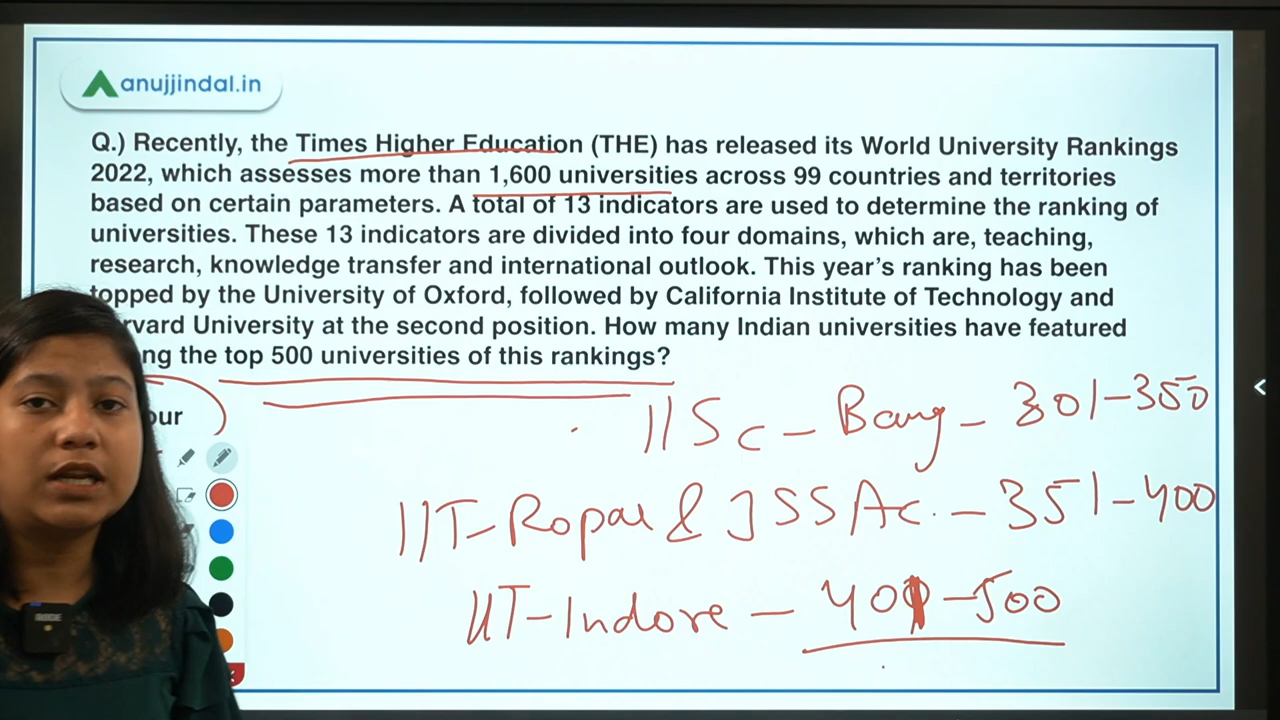 anujjindal.in
Q.) Recently, the Times Higher Education (THE) has released its World University Rankings
2022, which assesses more than 1,600 universities across 99 countries and territories
based on certain parameters. A total of 13 indicators are used to determine the ranking of
universities. These 13 indicators are divided into four domains, which are, teaching,
research, knowledge transfer and international outlook. This year's ranking has been
topped by the University of Oxford, followed by California Institute of Technology and
rvard University at the second position. How many Indian universities have featured
ng the top 500 universities of this rankings?
our
IISc - Bang - 301-350
IIT-Ropar & JSSAc. - 351-400
IIT-Indore - 401-500